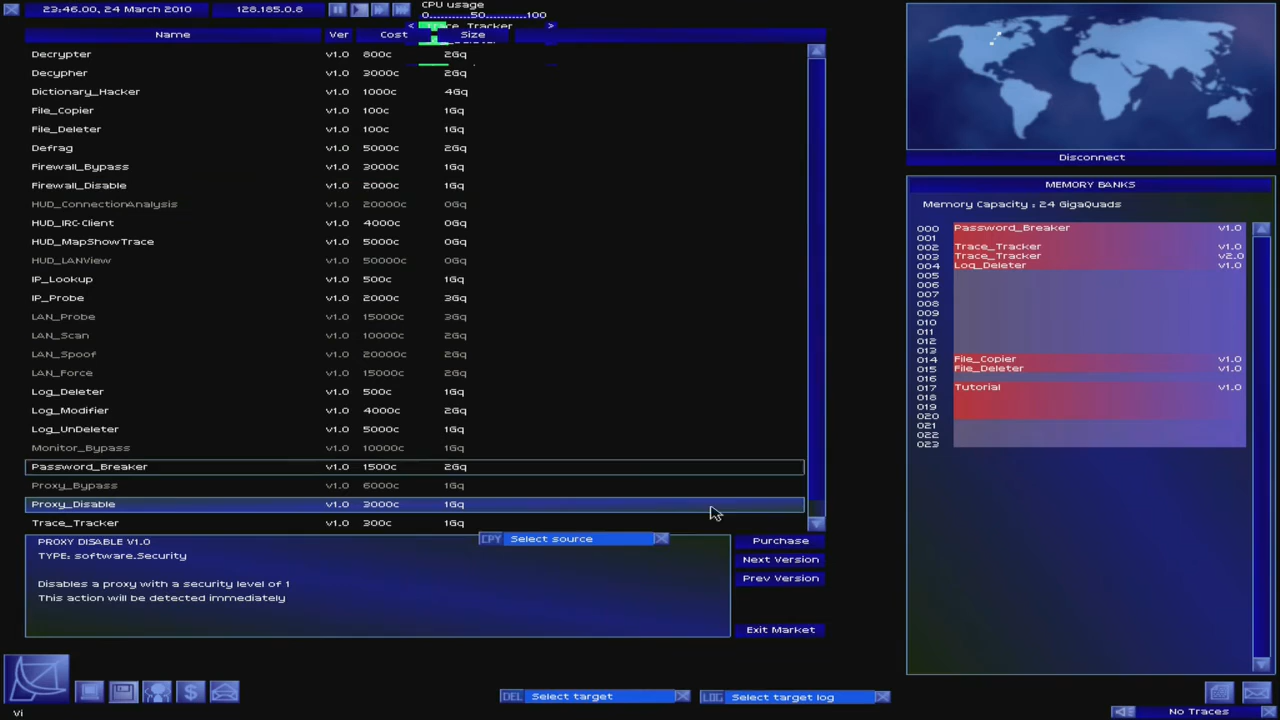 23:46.00, 24 March 2010
128.185.0.8
CPU usage
0.........50.........100
< Trace_Tracker >
Name Ver Cost Size
Decrypter v1.0 800c 2Gq
Decypher v1.0 3000c 2Gq
Dictionary_Hacker v1.0 1000c 4Gq
File_Copier v1.0 100c 1Gq
File_Deleter v1.0 100c 1Gq
Defrag v1.0 5000c 2Gq
Firewall_Bypass v1.0 3000c 1Gq
Firewall_Disable v1.0 2000c 1Gq
HUD_ConnectionAnalysis v1.0 20000c 0Gq
HUD_IRC-Client v1.0 4000c 0Gq
HUD_MapShowTrace v1.0 5000c 0Gq
HUD_LANView v1.0 50000c 0Gq
IP_Lookup v1.0 500c 1Gq
IP_Probe v1.0 2000c 3Gq
LAN_Probe v1.0 15000c 3Gq
LAN_Scan v1.0 10000c 2Gq
LAN_Spoof v1.0 20000c 2Gq
LAN_Force v1.0 15000c 2Gq
Log_Deleter v1.0 500c 1Gq
Log_Modifier v1.0 4000c 2Gq
Log_UnDeleter v1.0 5000c 1Gq
Monitor_Bypass v1.0 10000c 1Gq
Password_Breaker v1.0 1500c 2Gq
Proxy_Bypass v1.0 6000c 1Gq
Proxy_Disable v1.0 3000c 1Gq
Trace_Tracker v1.0 300c 1Gq
PROXY DISABLE V1.0
TYPE: software.Security
Disables a proxy with a security level of 1
This action will be detected immediately
CPY Select source
Purchase
Next Version
Prev Version
Exit Market
DEL Select target
LOG Select target log
vi
Disconnect
MEMORY BANKS
Memory Capacity : 24 GigaQuads
000 Password_Breaker v1.0
001
002 Trace_Tracker v1.0
003 Trace_Tracker v2.0
004 Log_Deleter v1.0
005
006
007
008
009
010
011
012
013
014 File_Copier v1.0
015 File_Deleter v1.0
016
017 Tutorial v1.0
018
019
020
021
022
023
No Traces